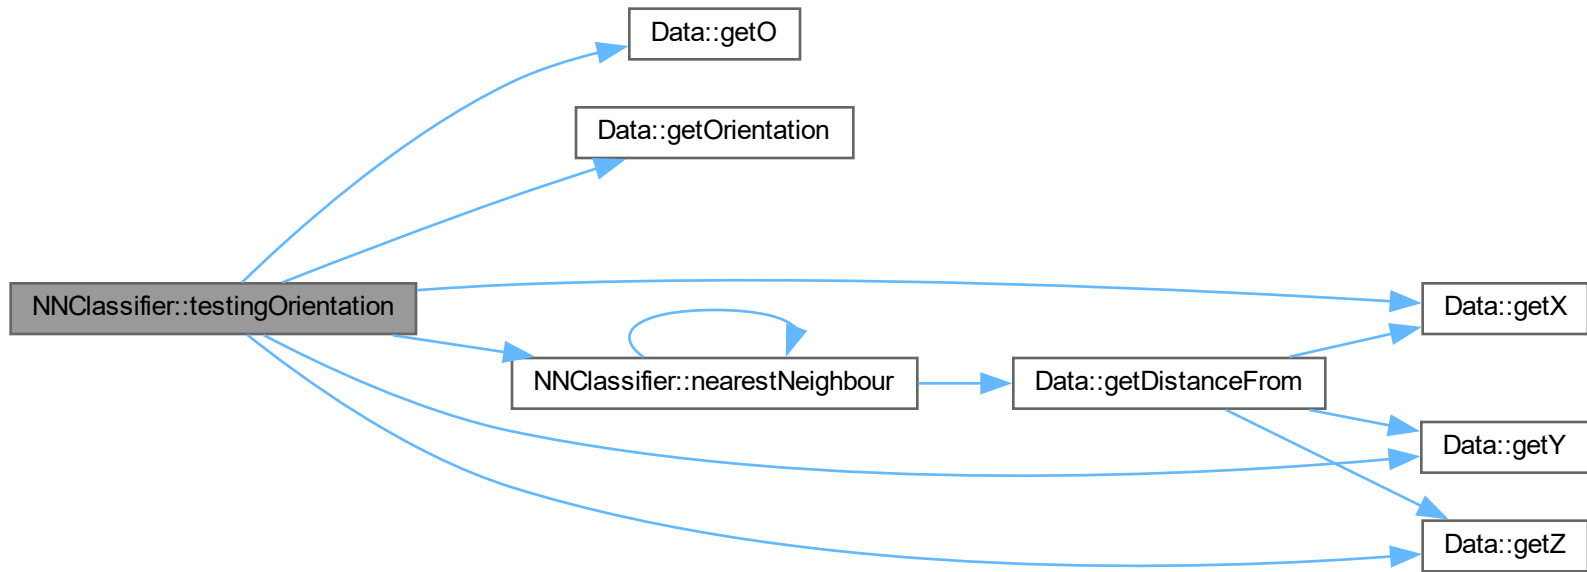 Data::getO
Data::getOrientation
NNClassifier::testingOrientation
Data::getX
NNClassifier::nearestNeighbour
Data::getDistanceFrom
Data::getY
Data::getZ